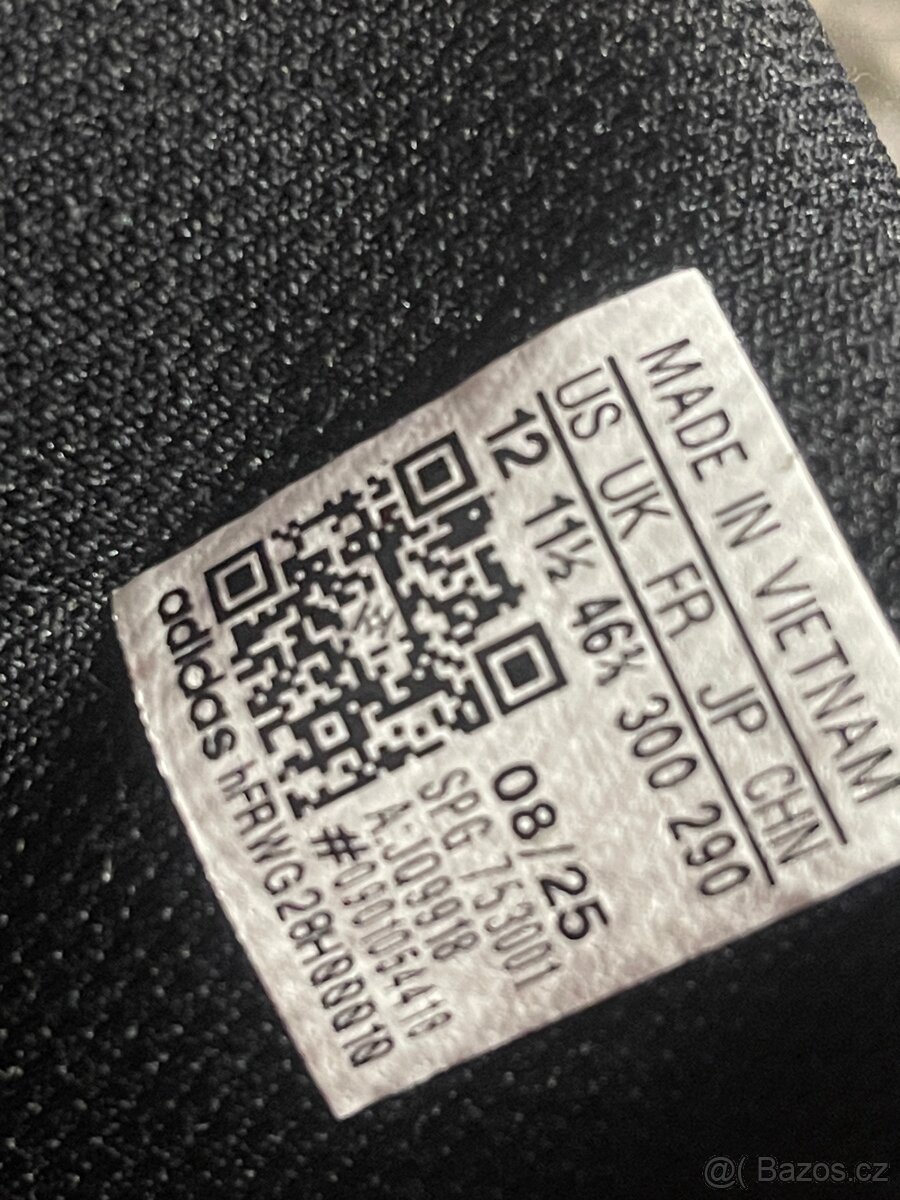 MADE IN VIETNAM
US UK FR JP CHN
12 11½ 46⅔ 300 290
08/25
SPG 753001
A:JQ9918
#0901054410
adidas hFRWG28H00010
@( Bazos.cz